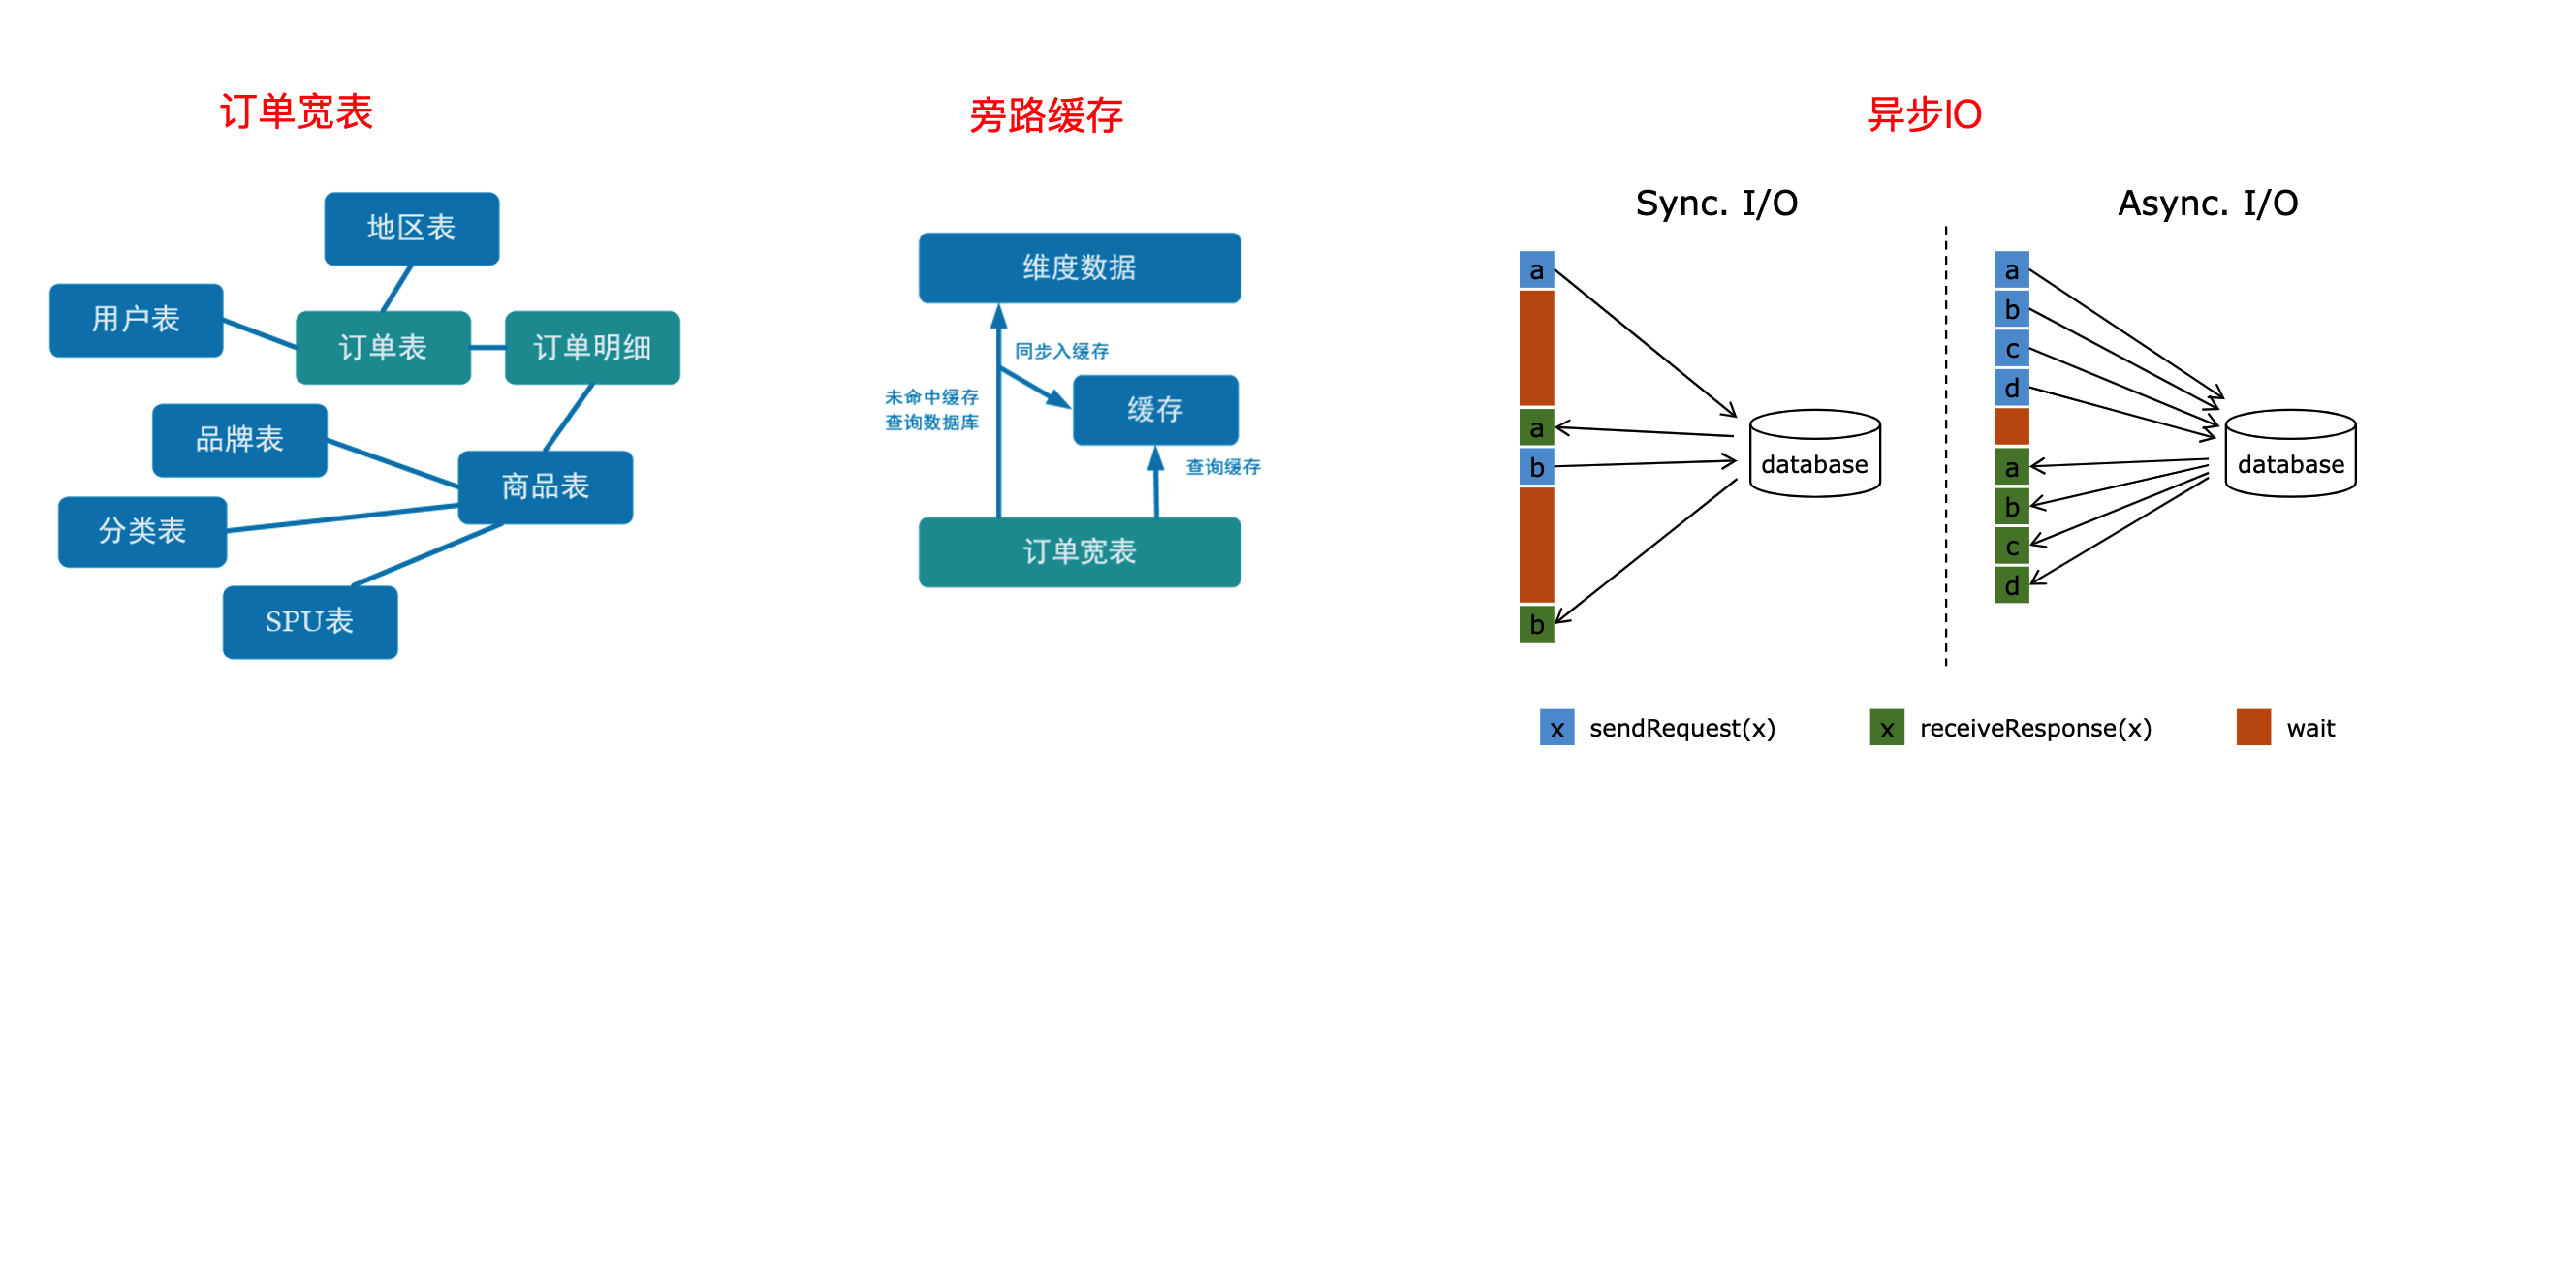 订单宽表
地区表
用户表
订单表
订单明细
品牌表
商品表
分类表
SPU表
旁路缓存
维度数据
同步入缓存
未命中缓存
查询数据库
缓存
查询缓存
订单宽表
异步IO
Sync. I/O
a
a
b
b
database
Async. I/O
a
b
c
d
a
b
c
d
database
x sendRequest(x)
x receiveResponse(x)
wait